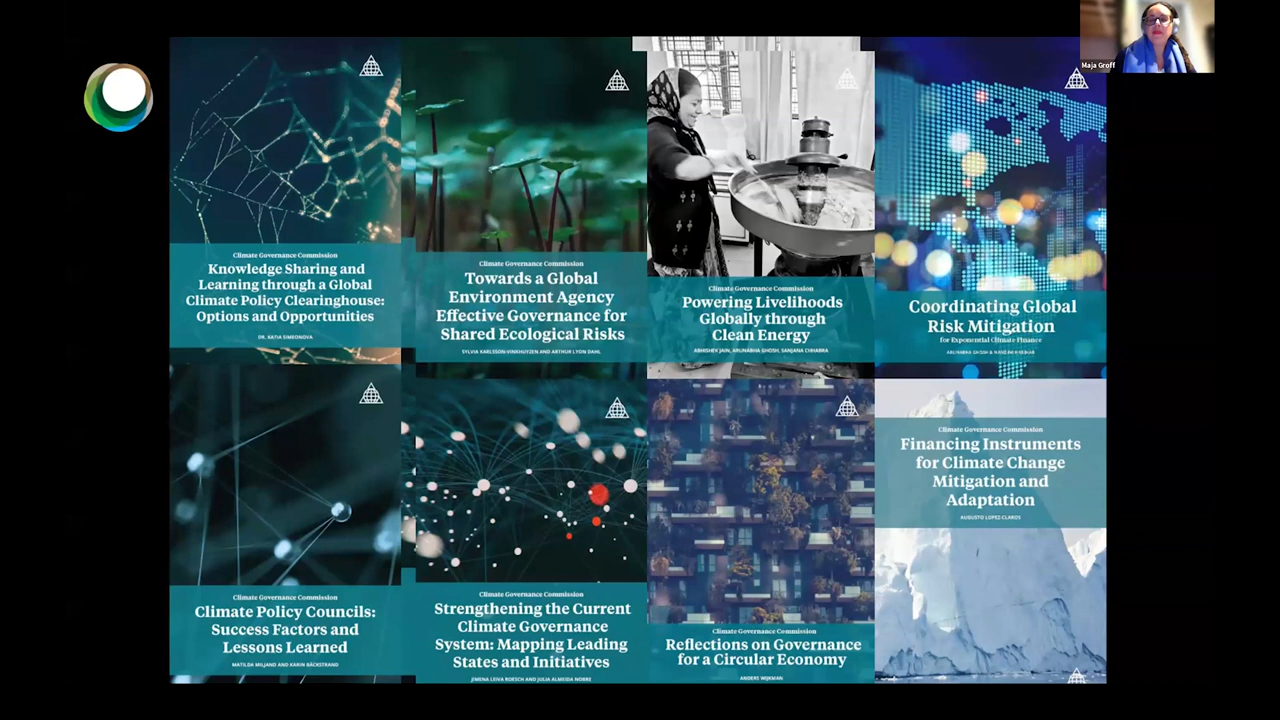 Maja Groff
Climate Governance Commission
Knowledge Sharing and
Learning through a Global
Climate Policy Clearinghouse:
Options and Opportunities
DR. KATIA SIMEONOVA
Climate Governance Commission
Towards a Global
Environment Agency
Effective Governance for
Shared Ecological Risks
SYLVIA KARLSSON-VINKHUYZEN AND ARTHUR LYON DAHL
Climate Governance Commission
Powering Livelihoods
Globally through
Clean Energy
ABHISHEK JAIN, ARUNABHA GHOSH, SANJANA CHHABRA
Coordinating Global
Risk Mitigation
for Exponential Climate Finance
ARUNABHA GHOSH &
Climate Governance Commission
Climate Policy Councils:
Success Factors and
Lessons Learned
MATILDA MILJAND AND KARIN BÄCKSTRAND
Climate Governance Commission
Strengthening the Current
Climate Governance
System: Mapping Leading
States and Initiatives
JIMENA LEIVA ROESCH AND JULIA ALMEIDA NOBRE
Climate Governance Commission
Reflections on Governance
for a Circular Economy
ANDERS WIJKMAN
Climate Governance Commission
Financing Instruments
for Climate Change
Mitigation and
Adaptation
AUGUSTO LOPEZ-CLAROS